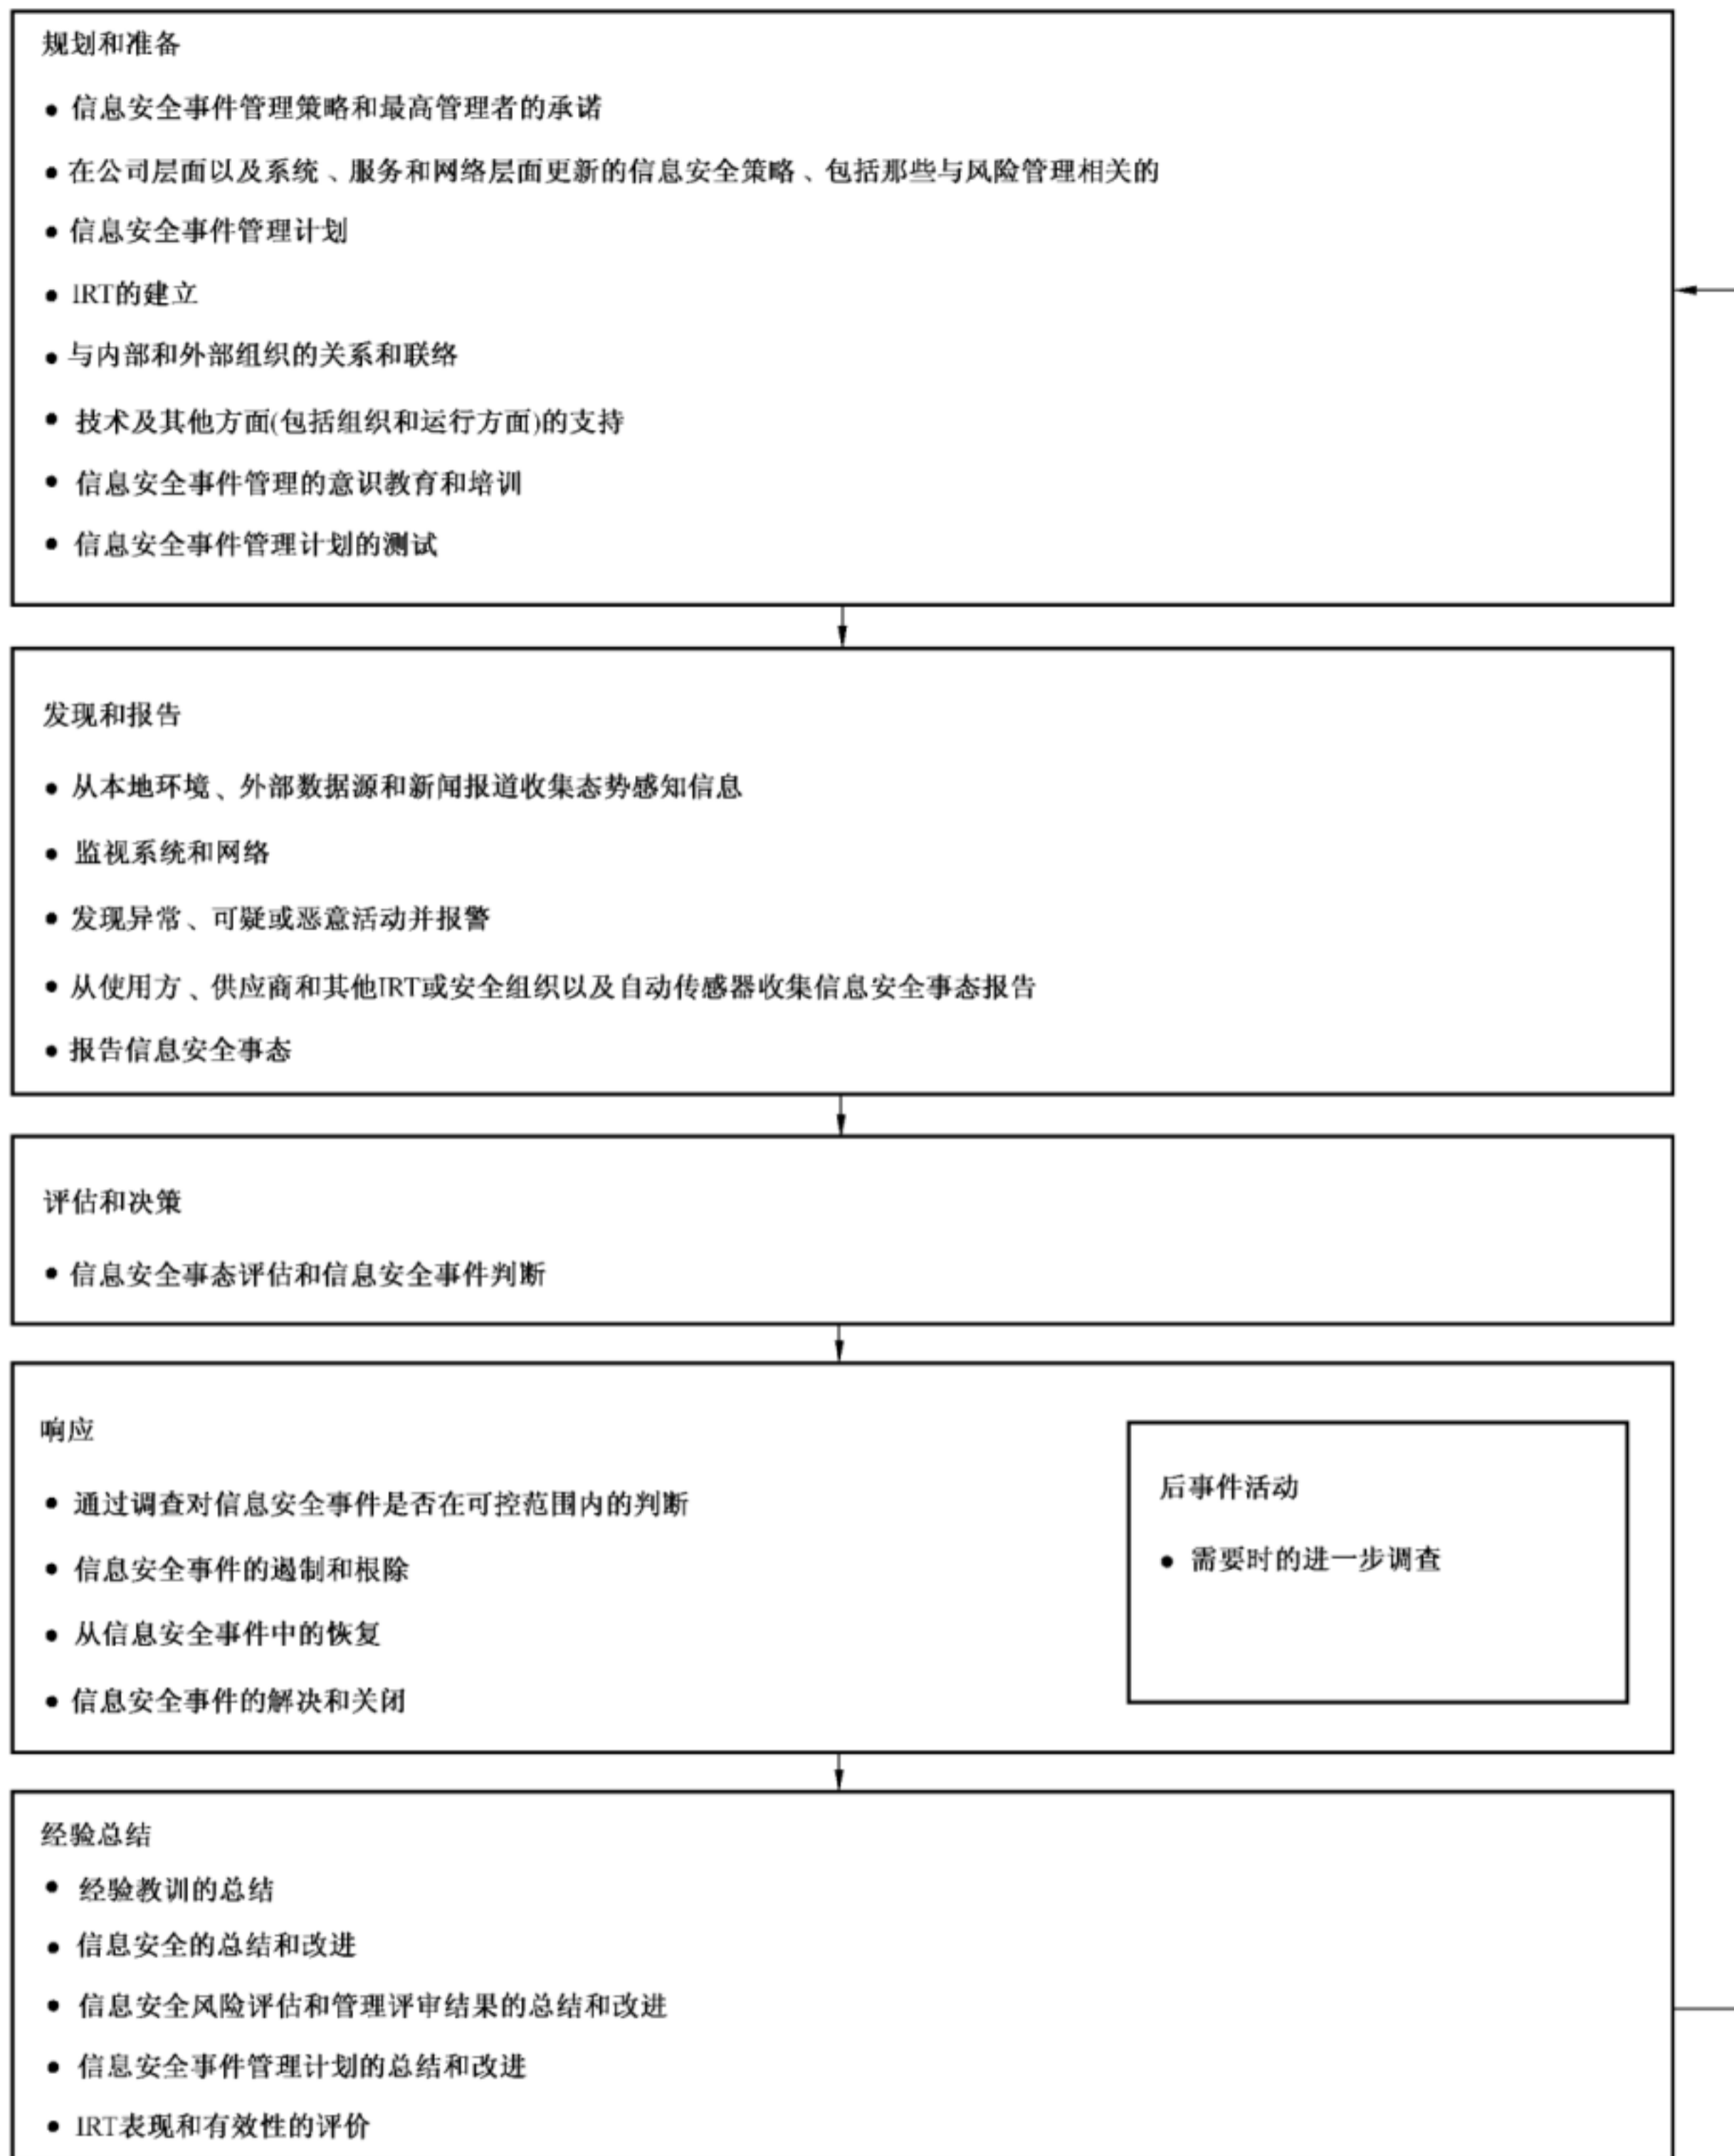 规划和准备
● 信息安全事件管理策略和最高管理者的承诺
● 在公司层面以及系统、服务和网络层面更新的信息安全策略、包括那些与风险管理相关的
● 信息安全事件管理计划
● IRT的建立
● 与内部和外部组织的关系和联络
● 技术及其他方面(包括组织和运行方面)的支持
● 信息安全事件管理的意识教育和培训
● 信息安全事件管理计划的测试
发现和报告
● 从本地环境、外部数据源和新闻报道收集态势感知信息
● 监视系统和网络
● 发现异常、可疑或恶意活动并报警
● 从使用方、供应商和其他IRT或安全组织以及自动传感器收集信息安全事态报告
● 报告信息安全事态
评估和决策
● 信息安全事态评估和信息安全事件判断
响应
● 通过调查对信息安全事件是否在可控范围内的判断
● 信息安全事件的遏制和根除
● 从信息安全事件中的恢复
● 信息安全事件的解决和关闭
后事件活动
● 需要时的进一步调查
经验总结
● 经验教训的总结
● 信息安全的总结和改进
● 信息安全风险评估和管理评审结果的总结和改进
● 信息安全事件管理计划的总结和改进
● IRT表现和有效性的评价